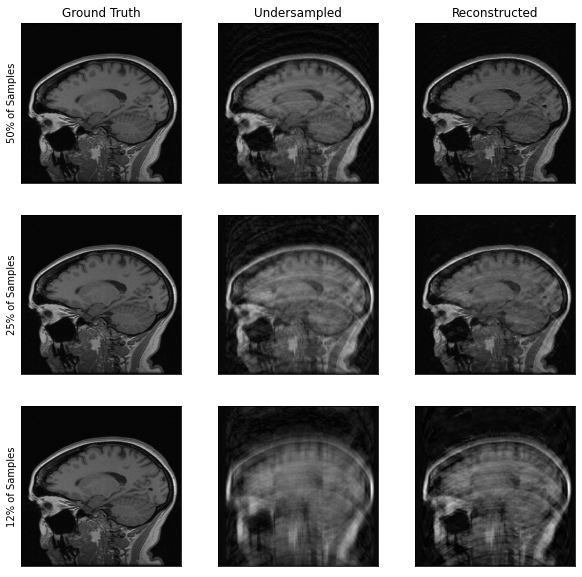 Ground Truth
Undersampled
Reconstructed
50% of Samples
25% of Samples
12% of Samples